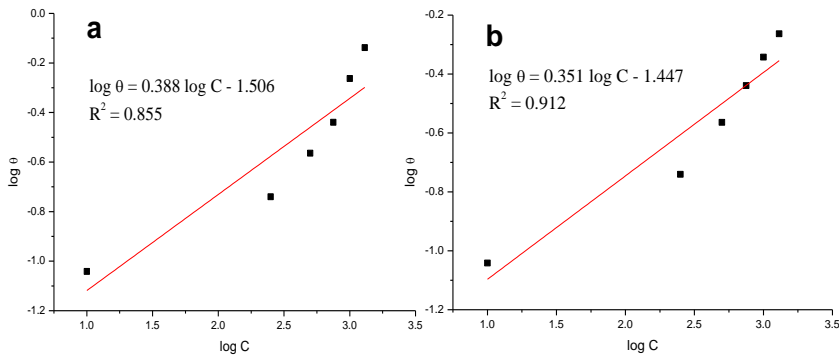 a
log θ = 0.388 log C - 1.506
R² = 0.855
0.0
-0.2
-0.4
-0.6
-0.8
-1.0
-1.2
log θ
1.0
1.5
2.0
2.5
3.0
3.5
log C
b
log θ = 0.351 log C - 1.447
R² = 0.912
-0.2
-0.4
-0.6
-0.8
-1.0
-1.2
log θ
1.0
1.5
2.0
2.5
3.0
3.5
log C